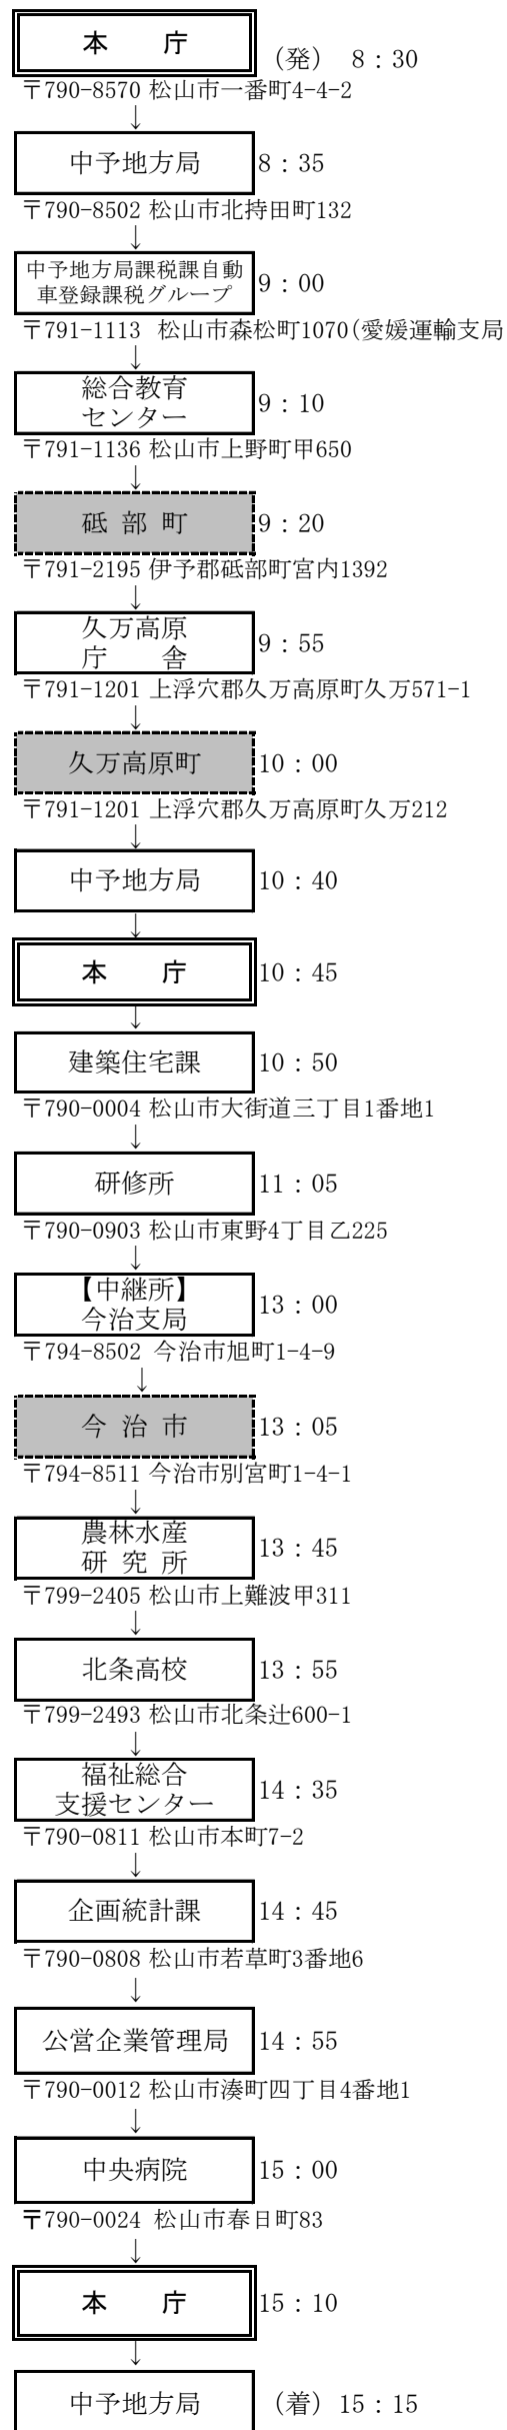 本　　庁　（発）　8：30
〒790-8570 松山市一番町4-4-2
↓
中予地方局　8：35
〒790-8502 松山市北持田町132
↓
中予地方局課税課自動
車登録課税グループ　9：00
〒791-1113　松山市森松町1070(愛媛運輸支局
↓
総合教育
センター　9：10
〒791-1136 松山市上野町甲650
↓
砥 部 町　9：20
〒791-2195 伊予郡砥部町宮内1392
↓
久万高原
庁　　舎　9：55
〒791-1201 上浮穴郡久万高原町久万571-1
↓
久万高原町　10：00
〒791-1201 上浮穴郡久万高原町久万212
↓
中予地方局　10：40
↓
本　　庁　10：45
↓
建築住宅課　10：50
〒790-0004 松山市大街道三丁目1番地1
↓
研修所　11：05
〒790-0903 松山市東野4丁目乙225
↓
【中継所】
今治支局　13：00
〒794-8502 今治市旭町1-4-9
↓
今 治 市　13：05
〒794-8511 今治市別宮町1-4-1
↓
農林水産
研 究 所　13：45
〒799-2405 松山市上難波甲311
↓
北条高校　13：55
〒799-2493 松山市北条辻600-1
↓
福祉総合
支援センター　14：35
〒790-0811 松山市本町7-2
↓
企画統計課　14：45
〒790-0808 松山市若草町3番地6
↓
公営企業管理局　14：55
〒790-0012 松山市湊町四丁目4番地1
↓
中央病院　15：00
〒790-0024 松山市春日町83
↓
本　　庁　15：10
↓
中予地方局　（着）15：15